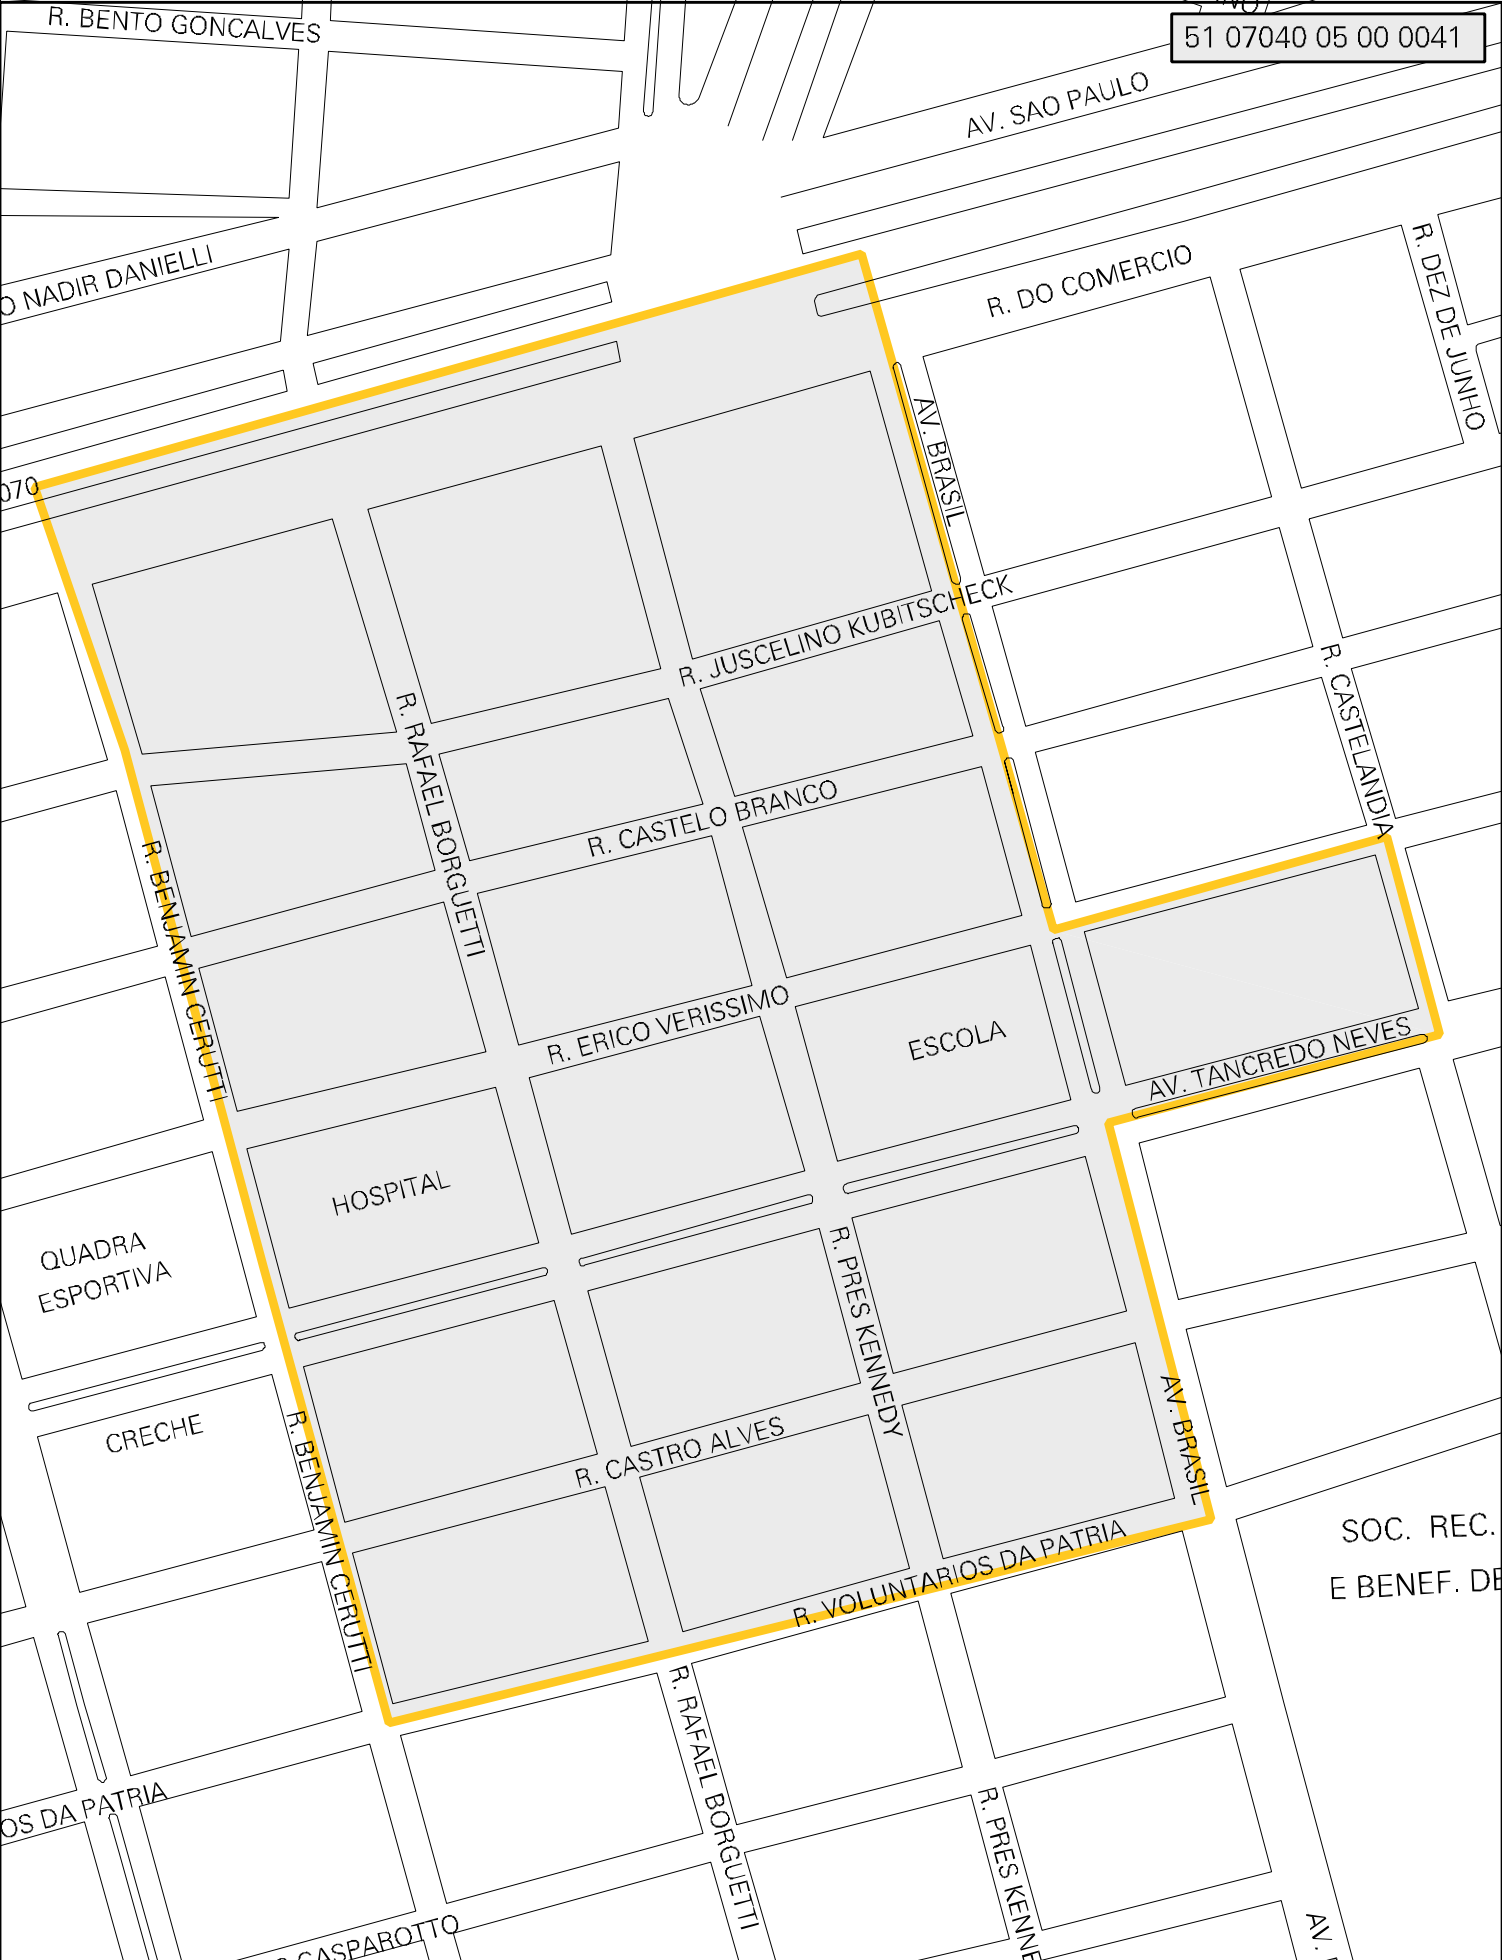 R. BENTO GONCALVES
51 07040 05 00 0041
AV. SAO PAULO
O NADIR DANIELLI
R. DO COMERCIO
R. DEZ DE JUNHO
070
AV. BRASIL
R. JUSCELINO KUBITSCHECK
R. RAFAEL BORGUETTI
R. CASTELANDIA
R. CASTELO BRANCO
R. BENJAMIN CERUTTI
R. ERICO VERISSIMO
ESCOLA
AV. TANCREDO NEVES
HOSPITAL
QUADRA
ESPORTIVA
R. PRES KENNEDY
CRECHE
R. BENJAMIN CERUTTI
R. CASTRO ALVES
AV. BRASIL
SOC. REC.
E BENEF. DE
R. VOLUNTARIOS DA PATRIA
R. RAFAEL BORGUETTI
OS DA PATRIA
R. PRES KENNE
GASPAROTTO
AV.